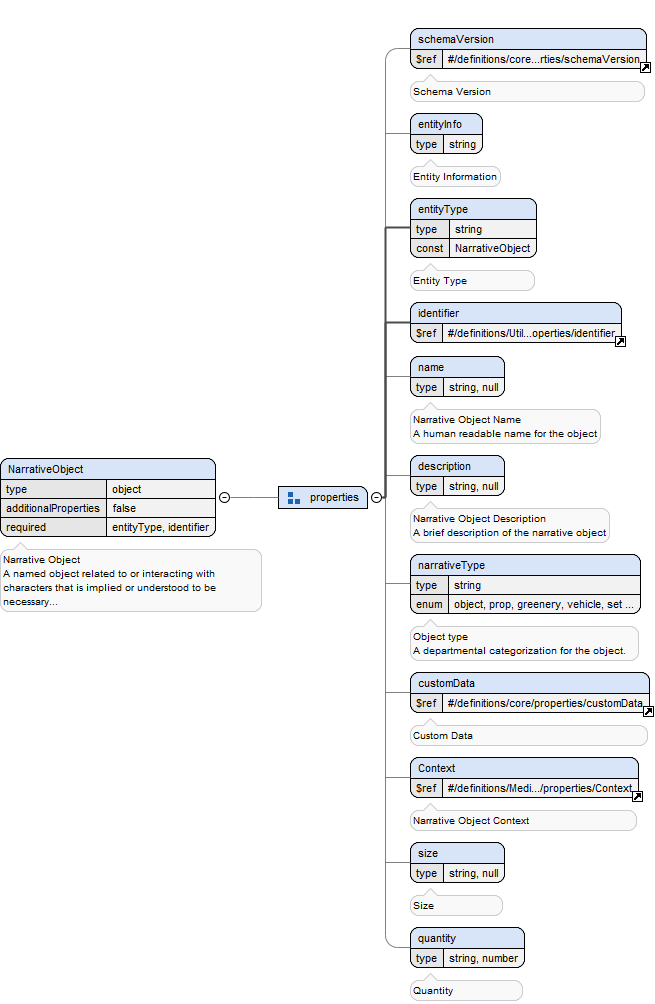 schemaVersion
$ref #/definitions/core...rties/schemaVersion
Schema Version
entityInfo
type string
Entity Information
entityType
type string
const NarrativeObject
Entity Type
identifier
$ref #/definitions/Util...operties/identifier
name
type string, null
Narrative Object Name
A human readable name for the object
NarrativeObject
type object
additionalProperties false
required entityType, identifier
Narrative Object
A named object related to or interacting with
characters that is implied or understood to be
necessary...
properties
description
type string, null
Narrative Object Description
A brief description of the narrative object
narrativeType
type string
enum object, prop, greenery, vehicle, set ...
Object type
A departmental categorization for the object.
customData
$ref #/definitions/core/properties/customData
Custom Data
Context
$ref #/definitions/Medi.../properties/Context
Narrative Object Context
size
type string, null
Size
quantity
type string, number
Quantity